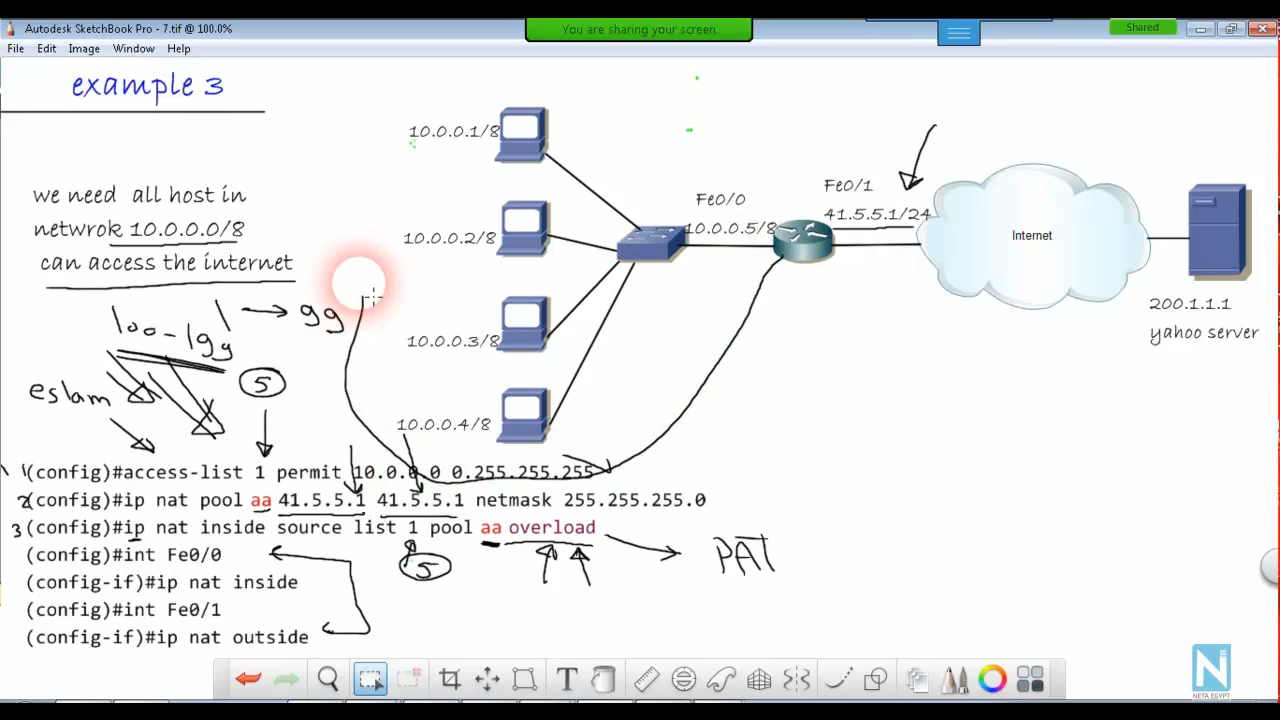 Autodesk SketchBook Pro - 7.tif @ 100.0%
You are sharing your screen.
Shared
File Edit Image Window Help
example 3
we need all host in
netwrok 10.0.0.0/8
can access the internet
1 → 99
100-199
eslam
5
10.0.0.1/8
10.0.0.2/8
10.0.0.3/8
10.0.0.4/8
Fe0/0
10.0.0.5/8
Fe0/1
41.5.5.1/24
Internet
200.1.1.1
yahoo server
1 (config)#access-list 1 permit 10.0.0.0 0.255.255.255
2 (config)#ip nat pool aa 41.5.5.1 41.5.5.1 netmask 255.255.255.0
3 (config)#ip nat inside source list 1 pool aa overload
(config)#int Fe0/0
(config-if)#ip nat inside
(config)#int Fe0/1
(config-if)#ip nat outside
5
PAT
N
NETA EGYPT